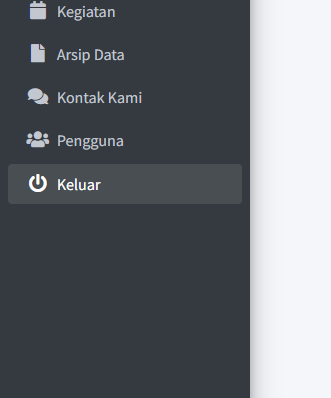 Kegiatan
Arsip Data
Kontak Kami
Pengguna
Keluar